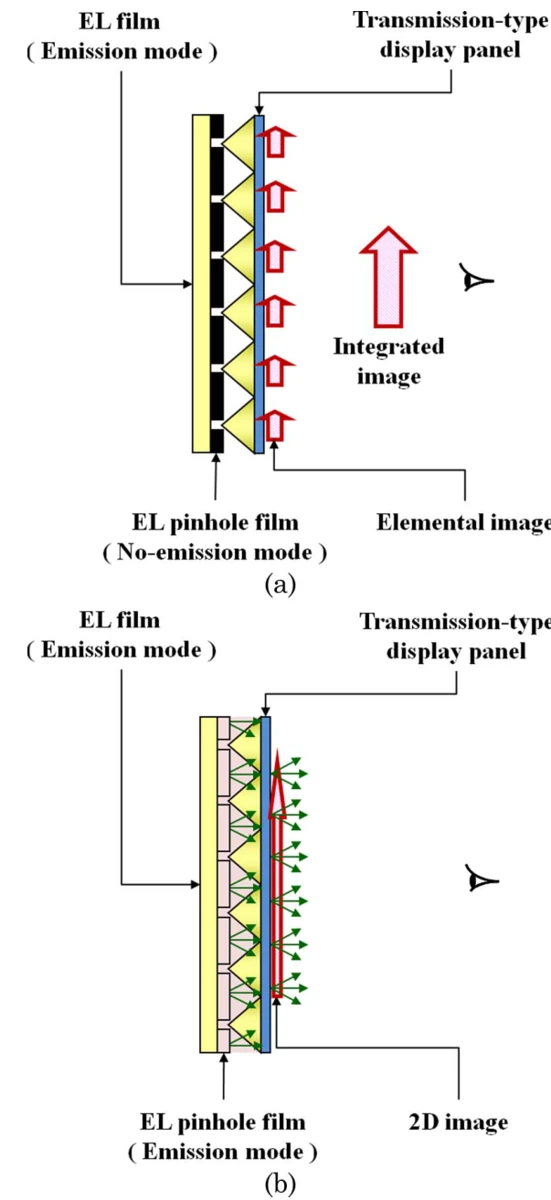 EL film
( Emission mode )
Transmission-type
display panel
Integrated
image
EL pinhole film
( No-emission mode )
Elemental image
(a)
EL film
( Emission mode )
Transmission-type
display panel
EL pinhole film
( Emission mode )
2D image
(b)